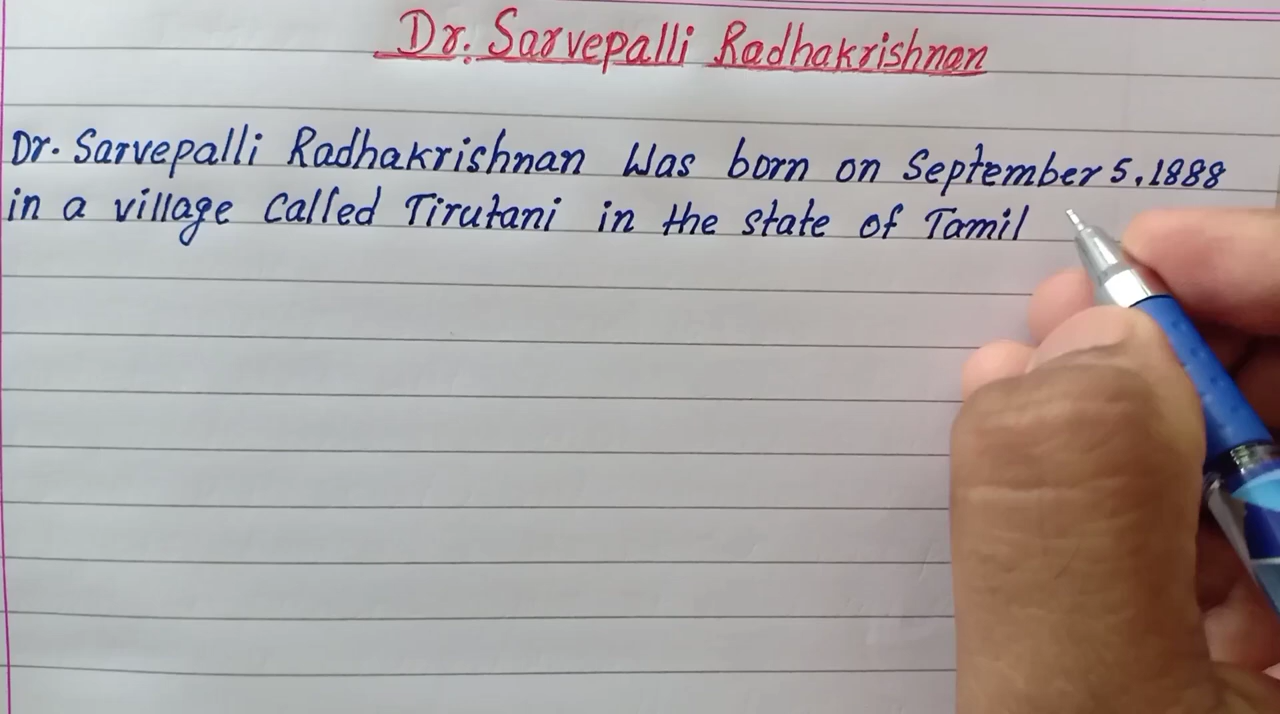 Dr. Sarvepalli Radhakrishnan
Dr. Sarvepalli Radhakrishnan Was born on September 5, 1888
in a village Called Tirutani in the state of Tamil